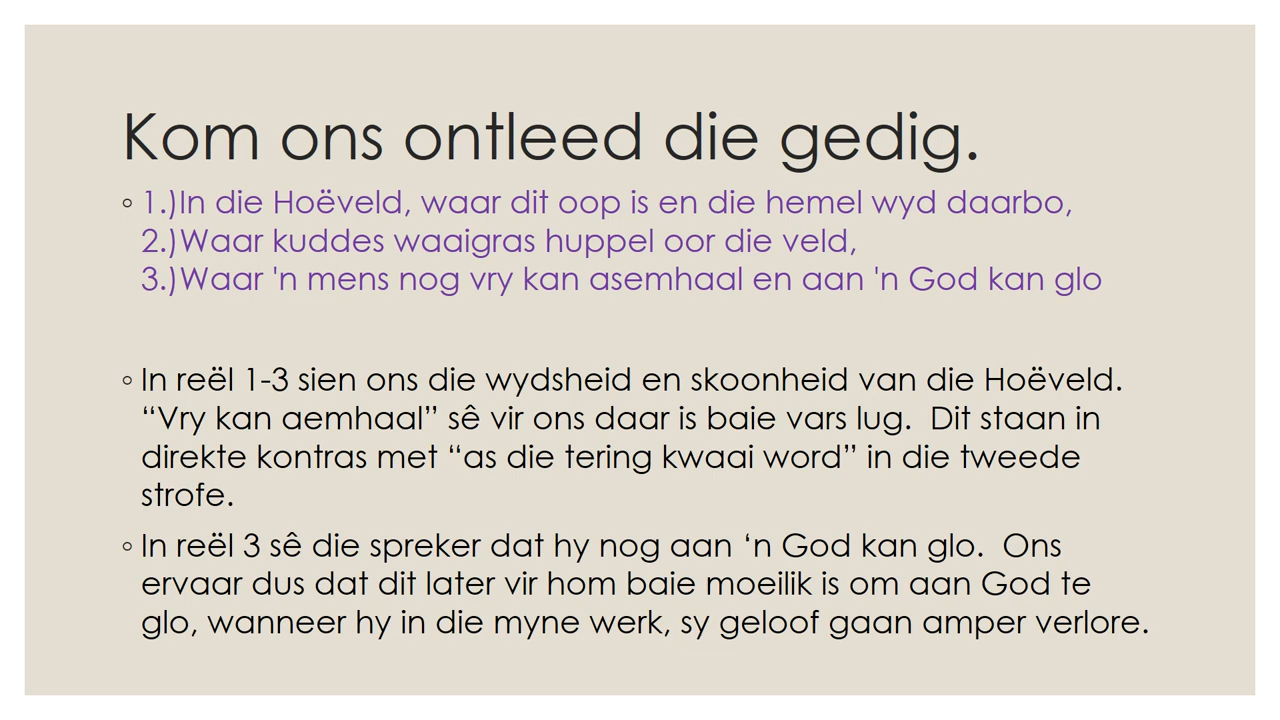 Kom ons ontleed die gedig.
◦ 1.)In die Hoëveld, waar dit oop is en die hemel wyd daarbo,
2.)Waar kuddes waaigras huppel oor die veld,
3.)Waar 'n mens nog vry kan asemhaal en aan 'n God kan glo
◦ In reël 1-3 sien ons die wydsheid en skoonheid van die Hoëveld.
“Vry kan aemhaal” sê vir ons daar is baie vars lug.  Dit staan in
direkte kontras met “as die tering kwaai word” in die tweede
strofe.
◦ In reël 3 sê die spreker dat hy nog aan ‘n God kan glo.  Ons
ervaar dus dat dit later vir hom baie moeilik is om aan God te
glo, wanneer hy in die myne werk, sy geloof gaan amper verlore.